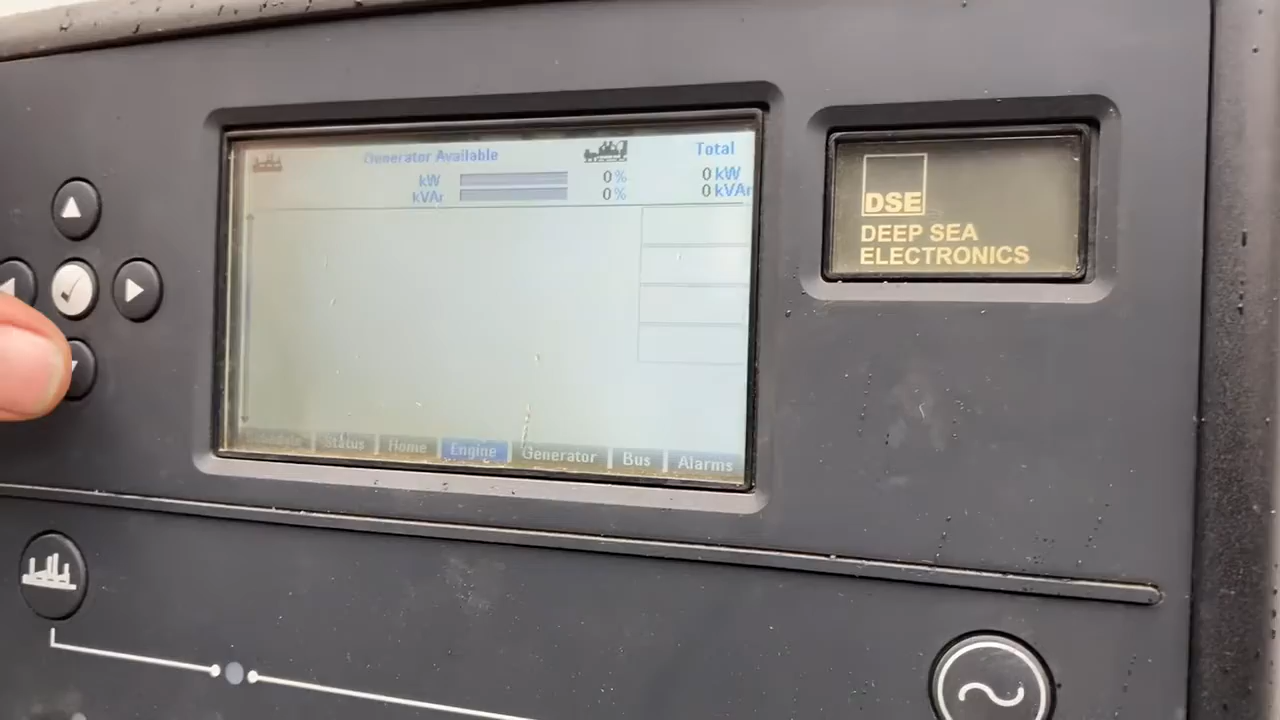 Generator Available
Total
kW
0 %
0 kW
kVAr
0 %
0 kVAr
Schedule
Status
Home
Engine
Generator
Bus
Alarms
DSE
DEEP SEA
ELECTRONICS